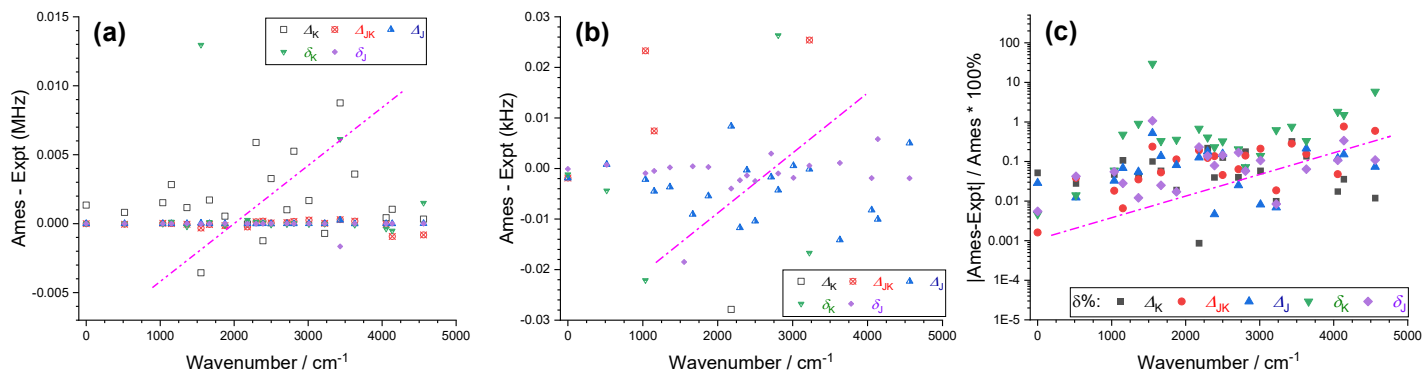 (a)
Δ_K Δ_JK Δ_J
δ_K δ_J
Ames - Expt (MHz)
0.015
0.010
0.005
0.000
-0.005
0 1000 2000 3000 4000 5000
Wavenumber / cm⁻¹
(b)
Ames - Expt (kHz)
0.03
0.02
0.01
0.00
-0.01
-0.02
-0.03
Δ_K Δ_JK Δ_J
δ_K δ_J
0 1000 2000 3000 4000 5000
Wavenumber / cm⁻¹
(c)
|Ames-Expt| / Ames * 100%
100
10
1
0.1
0.01
0.001
1E-4
1E-5
δ%: Δ_K Δ_JK Δ_J δ_K δ_J
0 1000 2000 3000 4000 5000
Wavenumber / cm⁻¹